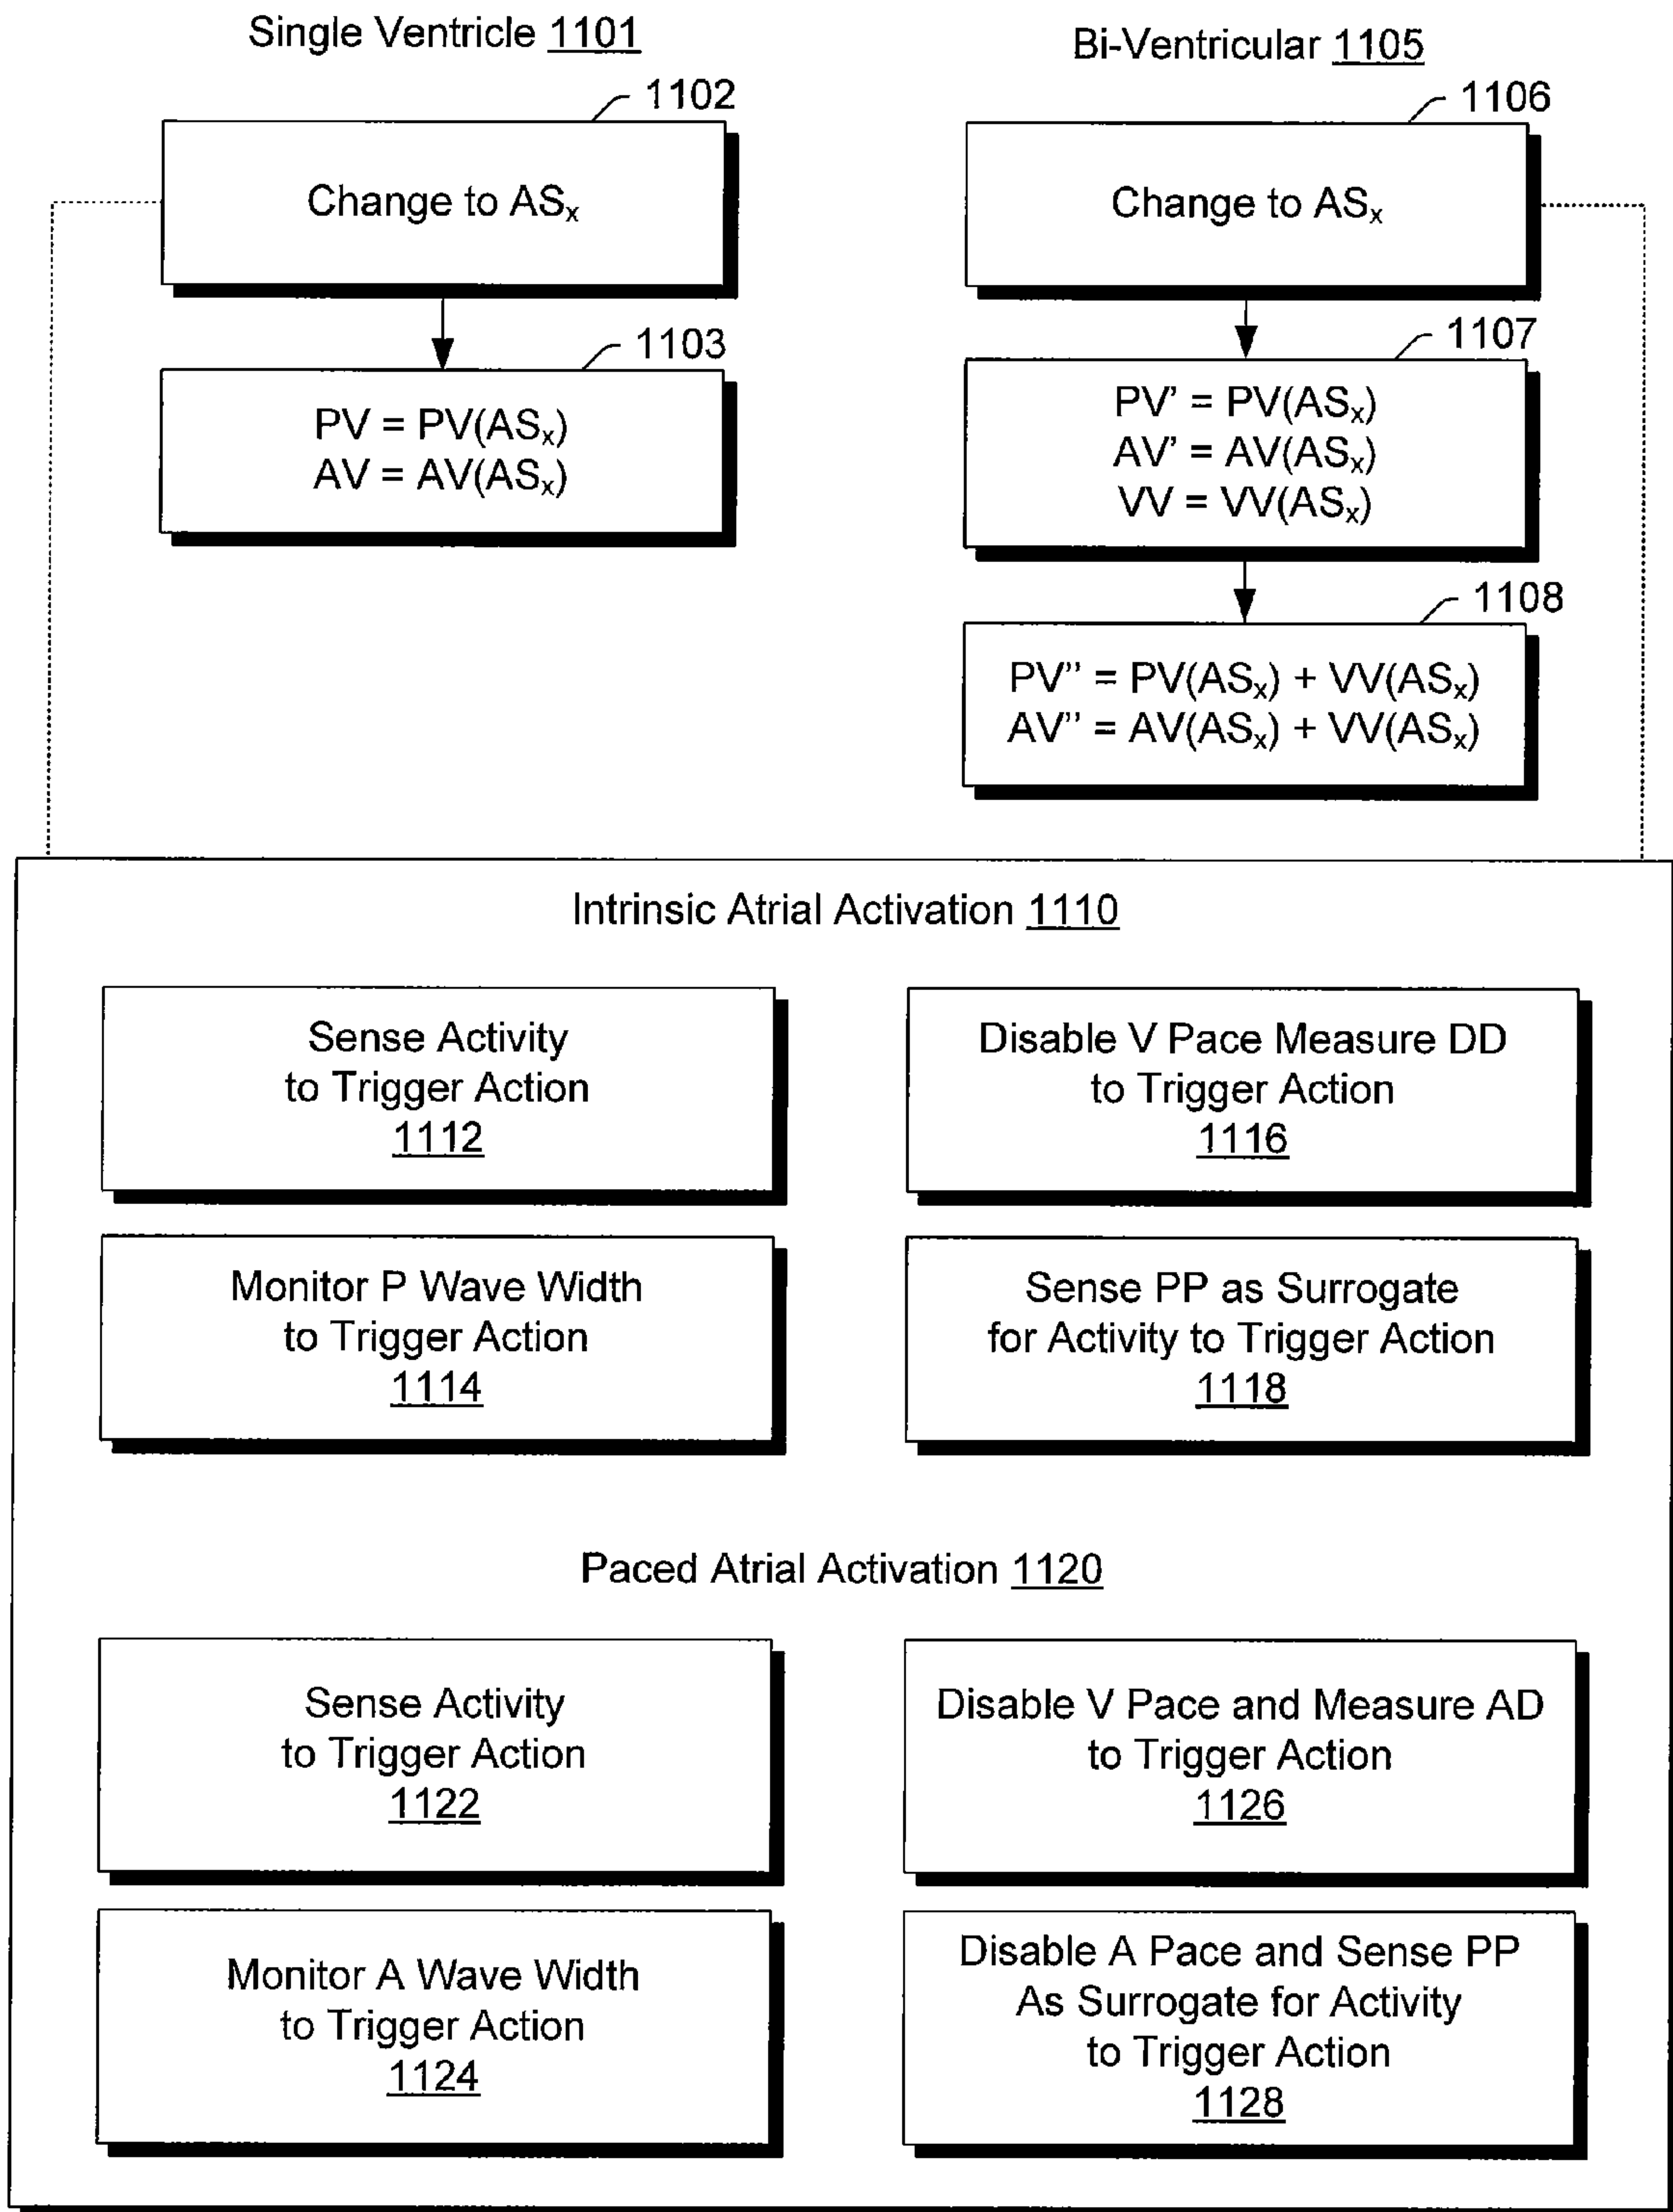 Single Ventricle 1101
1102
Change to ASx
1103
PV = PV(ASx)
AV = AV(ASx)
Bi-Ventricular 1105
1106
Change to ASx
1107
PV' = PV(ASx)
AV' = AV(ASx)
VV = VV(ASx)
1108
PV'' = PV(ASx) + VV(ASx)
AV'' = AV(ASx) + VV(ASx)
Intrinsic Atrial Activation 1110
Sense Activity
to Trigger Action
1112
Disable V Pace Measure DD
to Trigger Action
1116
Monitor P Wave Width
to Trigger Action
1114
Sense PP as Surrogate
for Activity to Trigger Action
1118
Paced Atrial Activation 1120
Sense Activity
to Trigger Action
1122
Disable V Pace and Measure AD
to Trigger Action
1126
Monitor A Wave Width
to Trigger Action
1124
Disable A Pace and Sense PP
As Surrogate for Activity
to Trigger Action
1128